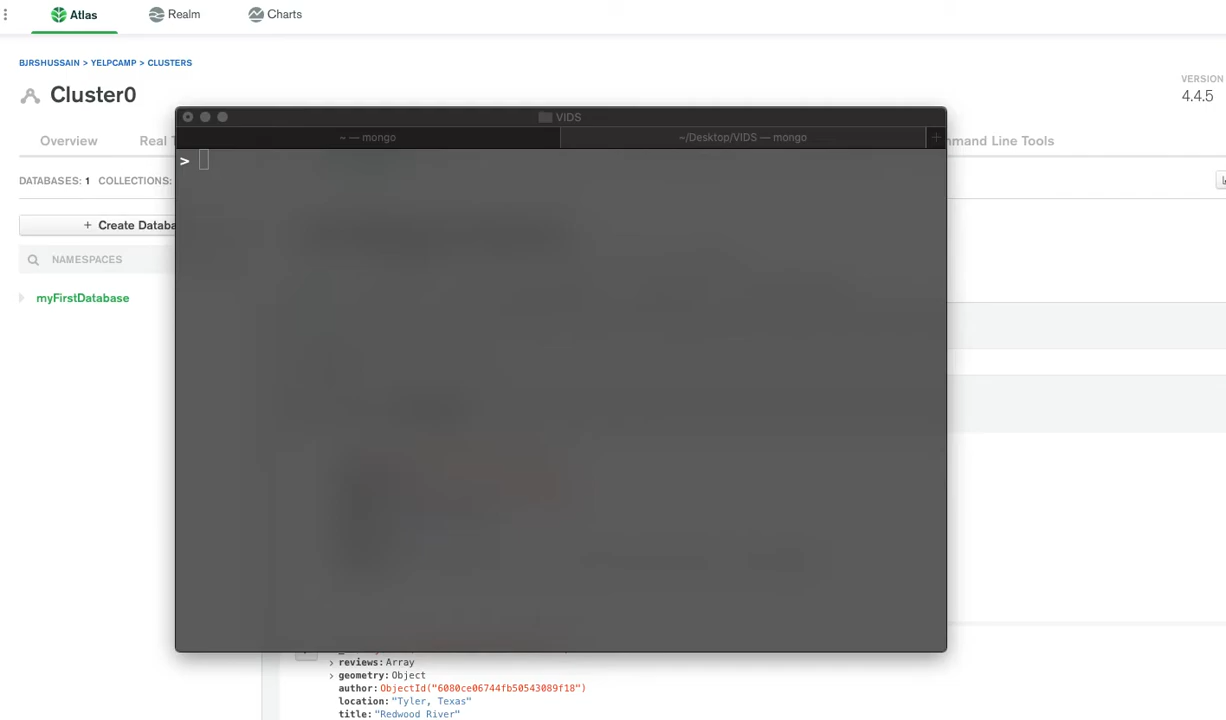 Atlas
Realm
Charts
BJRSHUSSAIN > YELPCAMP > CLUSTERS
VERSION
4.4.5
Cluster0
VIDS
~ — mongo
~/Desktop/VIDS — mongo
+
Overview
Real
Line Tools
DATABASES: 1 COLLECTIONS:
>
+ Create
NAMESPACES
myFirstDatabase
reviews: Array
geometry: Object
author: ObjectId("6080ce06744fb50543089f18")
location: "Tyler, Texas"
title: "Redwood River"